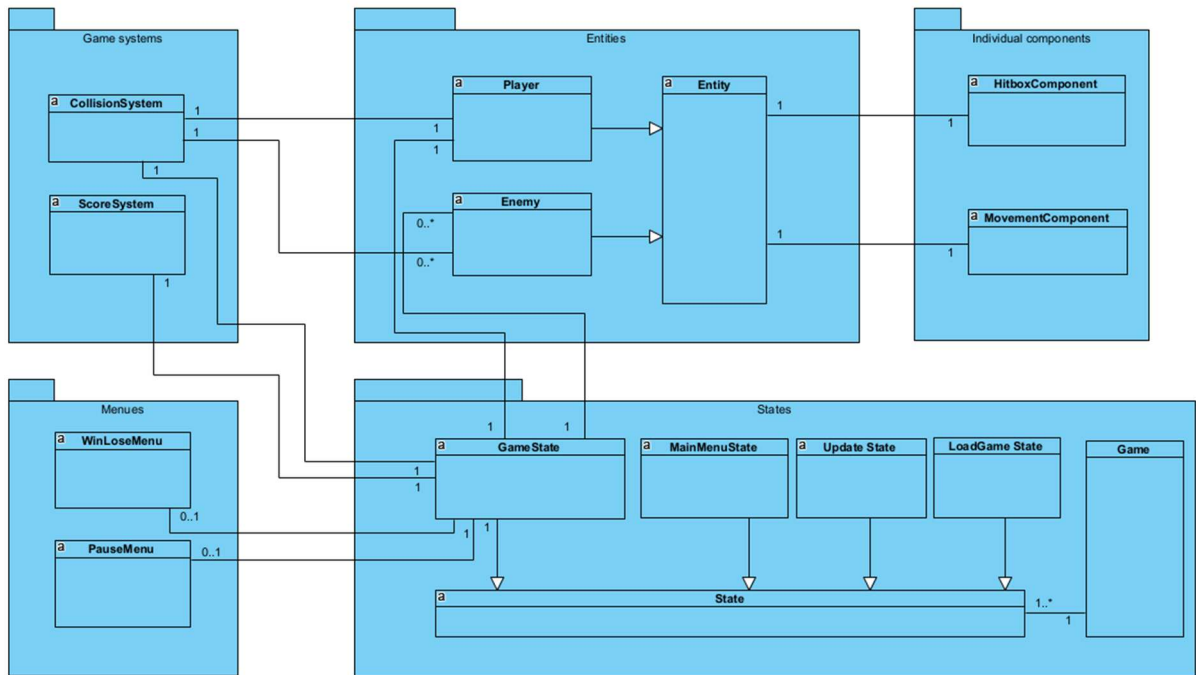 Game systems
a CollisionSystem
1
1
1
a ScoreSystem
1
Entities
a Player
1
1
a Enemy
0..*
0..*
a Entity
1
1
Individual components
a HitboxComponent
1
a MovementComponent
1
Menues
a WinLoseMenu
0..1
a PauseMenu
0..1
States
1
1
a GameState
1
1
1
1
a MainMenuState
a Update State
LoadGame State
Game
a State
1..*
1